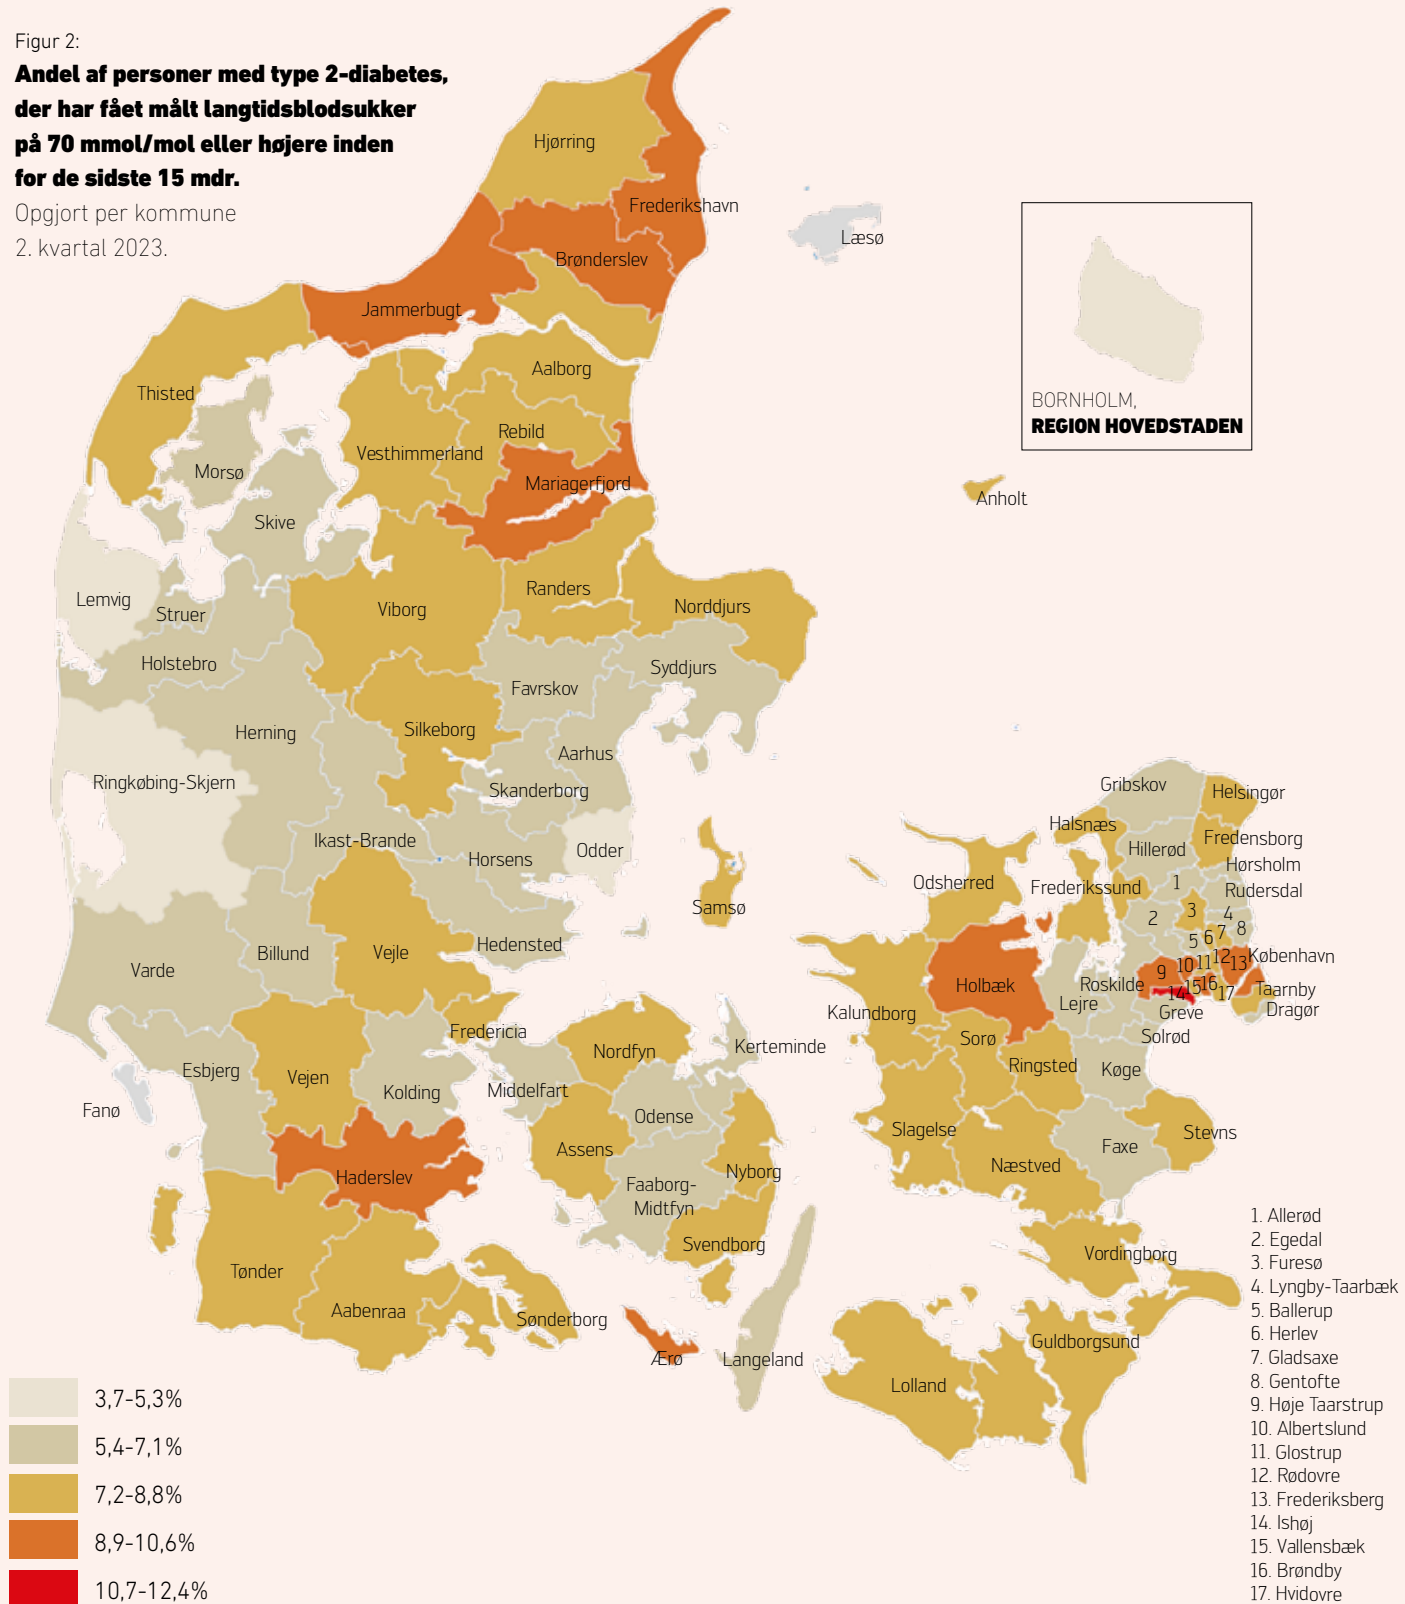 Figur 2:
Andel af personer med type 2-diabetes,
der har fået målt langtidsblodsukker
på 70 mmol/mol eller højere inden
for de sidste 15 mdr.
Opgjort per kommune
2. kvartal 2023.
Hjørring
Frederikshavn
Læsø
Brønderslev
Jammerbugt
Aalborg
Thisted
BORNHOLM,
REGION HOVEDSTADEN
Rebild
Vesthimmerland
Morsø
Mariagerfjord
Anholt
Skive
Randers
Lemvig
Norddjurs
Viborg
Struer
Holstebro
Syddjurs
Favrskov
Silkeborg
Herning
Aarhus
Ringkøbing-Skjern
Skanderborg
Gribskov
Helsingør
Halsnæs
Fredensborg
Ikast-Brande
Odder
Hillerød
Horsens
Hørsholm
Odsherred
Frederikssund
1
Rudersdal
Samsø
2
3
4
8
7
6
5
Hedensted
Billund
Vejle
København
12
13
11
10
9
Varde
Holbæk
Roskilde
16
15
14
17
Taarnby
Lejre
Kalundborg
Greve
Dragør
Fredericia
Solrød
Sorø
Kerteminde
Nordfyn
Ringsted
Køge
Esbjerg
Vejen
Kolding
Middelfart
Fanø
Odense
Slagelse
Stevns
Assens
Faxe
Næstved
Nyborg
Haderslev
Faaborg-
Midtfyn
Svendborg
Vordingborg
Tønder
Aabenraa
Sønderborg
Guldborgsund
Ærø
Langeland
Lolland
1. Allerød
2. Egedal
3. Furesø
4. Lyngby-Taarbæk
5. Ballerup
6. Herlev
7. Gladsaxe
8. Gentofte
9. Høje Taarstrup
10. Albertslund
11. Glostrup
12. Rødovre
13. Frederiksberg
14. Ishøj
15. Vallensbæk
16. Brøndby
17. Hvidovre
3,7-5,3%
5,4-7,1%
7,2-8,8%
8,9-10,6%
10,7-12,4%